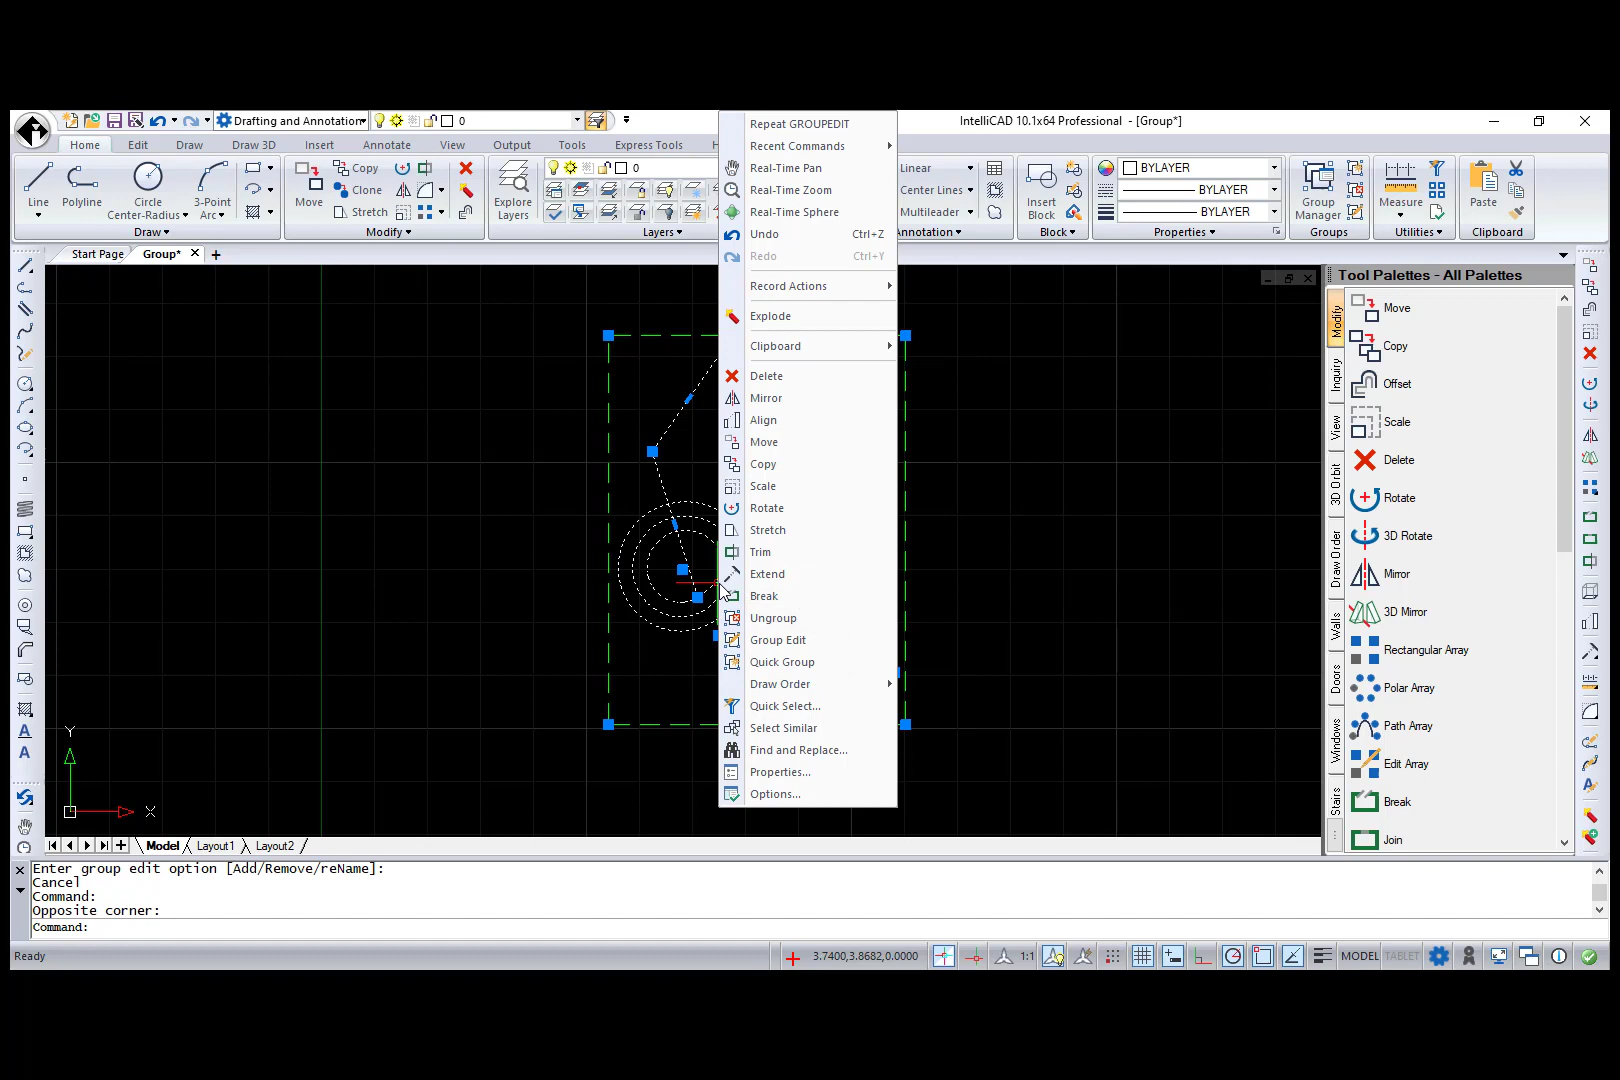 Drafting and Annotation
0
IntelliCAD 10.1x64 Professional - [Group*]
Home
Edit
Draw
Draw 3D
Insert
Annotate
View
Output
Tools
Express Tools
Line
Polyline
Circle
Center-Radius
3-Point
Arc
Draw
Move
Copy
Clone
Stretch
Modify
Explore
Layers
0
Layers
Linear
Center Lines
Multileader
Annotation
Insert
Block
Block
BYLAYER
BYLAYER
BYLAYER
Properties
Group
Manager
Groups
Measure
Utilities
Paste
Clipboard
Start Page
Group*
Repeat GROUPEDIT
Recent Commands
Real-Time Pan
Real-Time Zoom
Real-Time Sphere
Undo Ctrl+Z
Redo Ctrl+Y
Record Actions
Explode
Clipboard
Delete
Mirror
Align
Move
Copy
Scale
Rotate
Stretch
Trim
Extend
Break
Ungroup
Group Edit
Quick Group
Draw Order
Quick Select...
Select Similar
Find and Replace...
Properties...
Options...
Tool Palettes - All Palettes
Modify
Inquiry
View
3D Orbit
Draw Order
Walls
Doors
Windows
Stairs
Move
Copy
Offset
Scale
Delete
Rotate
3D Rotate
Mirror
3D Mirror
Rectangular Array
Polar Array
Path Array
Edit Array
Break
Join
Y
X
Model
Layout1
Layout2
Enter group edit option [Add/Remove/reName]:
Cancel
Command:
Opposite corner:
Command:
Ready
3.7400,3.8682,0.0000
1:1
MODEL
TABLET